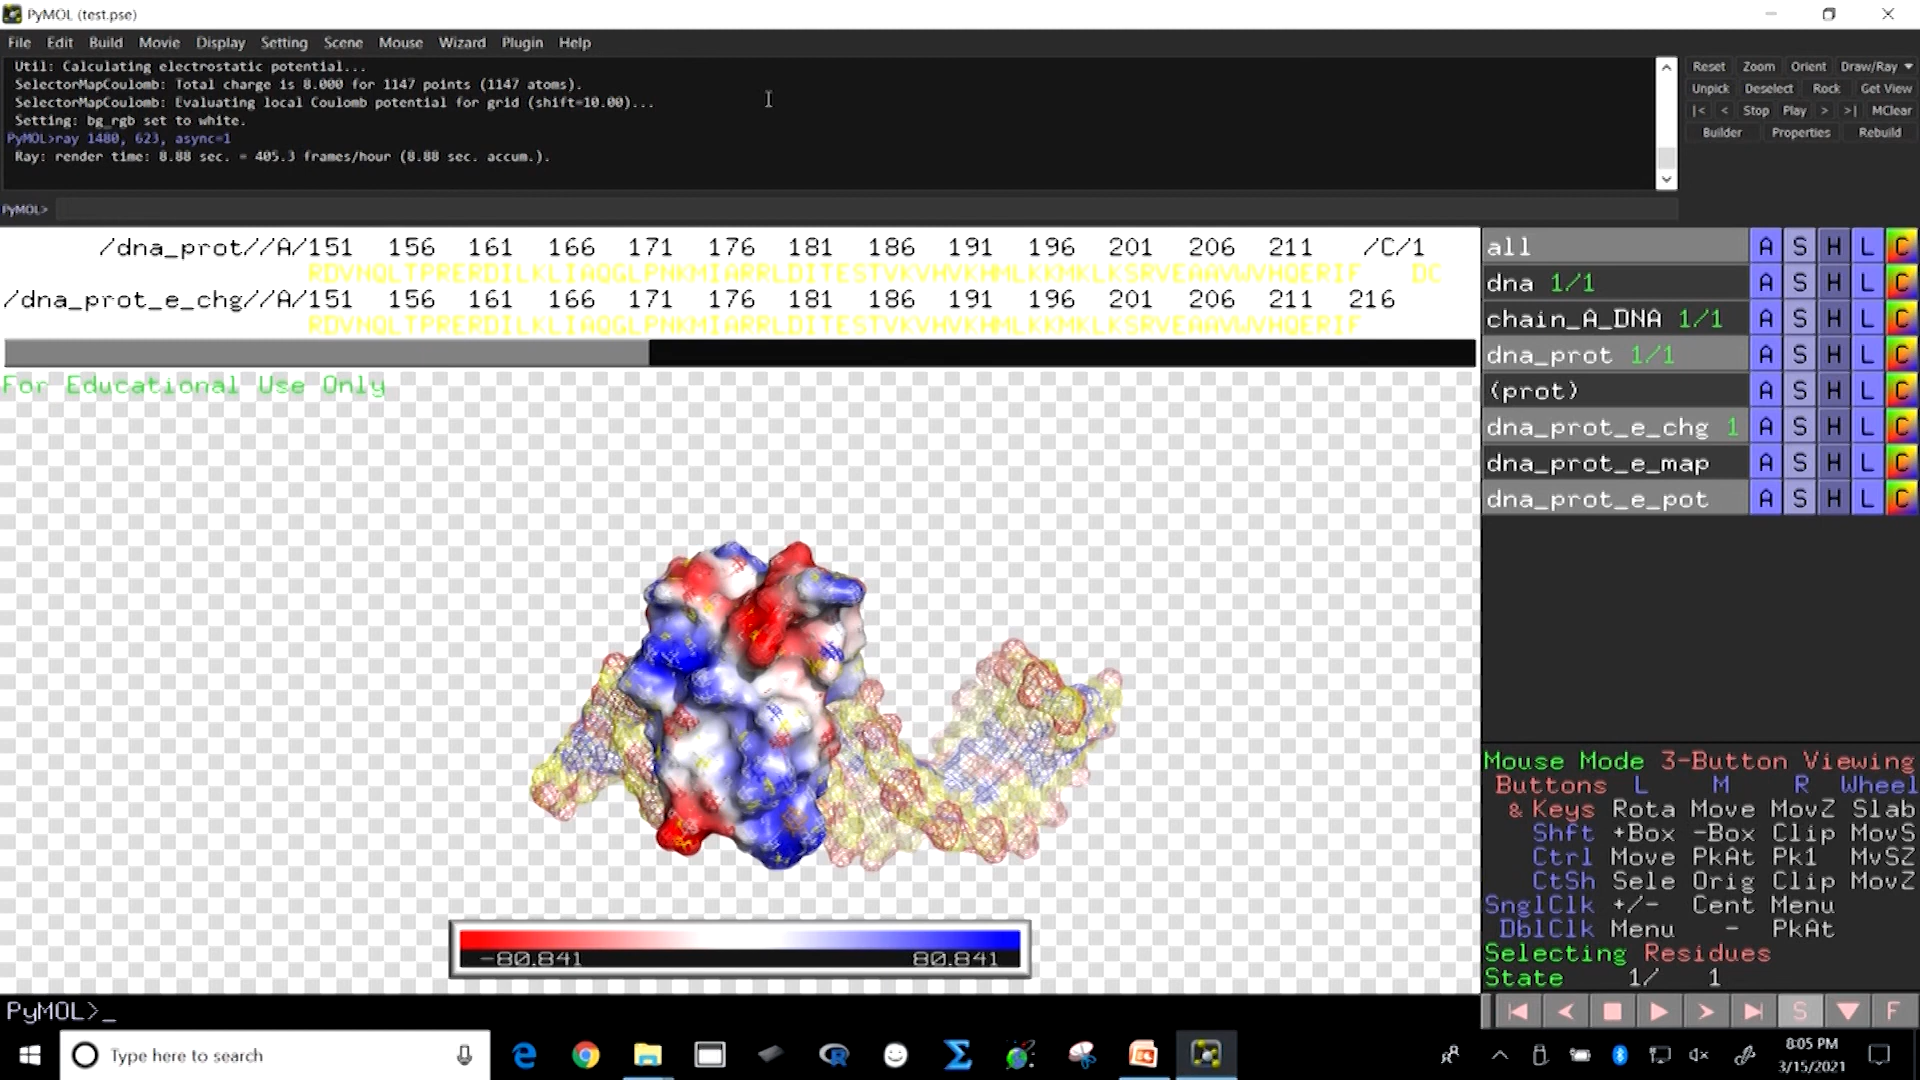 PyMOL (test.pse)
File Edit Build Movie Display Setting Scene Mouse Wizard Plugin Help
Util: Calculating electrostatic potential...
SelectorMapCoulomb: Total charge is 8.000 for 1147 points (1147 atoms).
SelectorMapCoulomb: Evaluating local Coulomb potential for grid (shift=10.00)...
Setting: bg_rgb set to white.
PyMOL>ray 1480, 623, async=1
Ray: render time: 8.88 sec. = 405.3 frames/hour (8.88 sec. accum.).
PyMOL>
Reset Zoom Orient Draw/Ray
Unpick Deselect Rock Get View
|< < Stop Play > >| MClear
Builder Properties Rebuild
/dna_prot//A/151 156 161 166 171 176 181 186 191 196 201 206 211 /C/1
RDVNQLTPRERDILKLIAQGLPNKMIARRLDITESTVKVHVKHMLKKMKLKSRVEAAVWVHQERIF DC
/dna_prot_e_chg//A/151 156 161 166 171 176 181 186 191 196 201 206 211 216
RDVNQLTPRERDILKLIAQGLPNKMIARRLDITESTVKVHVKHMLKKMKLKSRVEAAVWVHQERIF
For Educational Use Only
all A S H L C
dna 1/1 A S H L C
chain_A_DNA 1/1 A S H L C
dna_prot 1/1 A S H L C
(prot) A S H L C
dna_prot_e_chg 1 A S H L C
dna_prot_e_map A S H L C
dna_prot_e_pot A S H L C
-80.841 80.841
Mouse Mode 3-Button Viewing
Buttons L M R Wheel
& Keys Rota Move MovZ Slab
Shft +Box -Box Clip MovS
Ctrl Move PkAt Pk1 MvSZ
CtSh Sele Orig Clip MovZ
SnglClk +/- Cent Menu
DblClk Menu - PkAt
Selecting Residues
State 1/ 1
S F
PyMOL>_
Type here to search
8:05 PM
3/15/2021